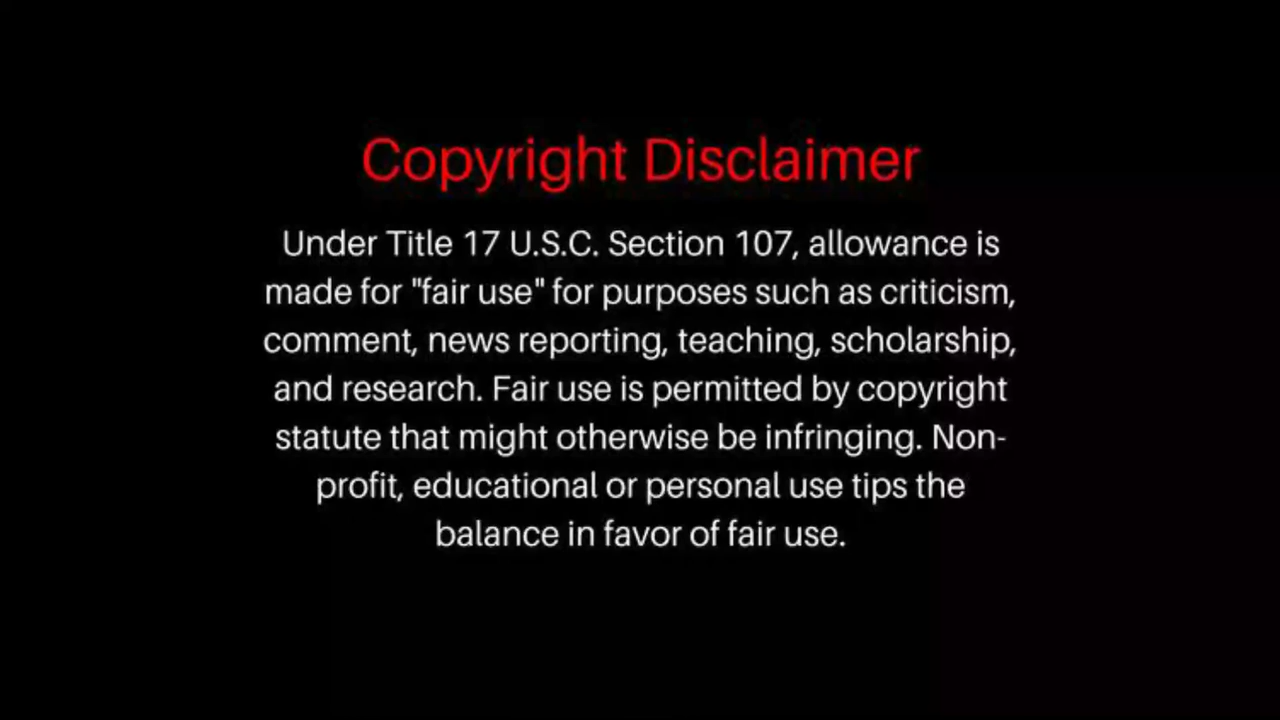 Copyright Disclaimer
Under Title 17 U.S.C. Section 107, allowance is
made for "fair use" for purposes such as criticism,
comment, news reporting, teaching, scholarship,
and research. Fair use is permitted by copyright
statute that might otherwise be infringing. Non-
profit, educational or personal use tips the
balance in favor of fair use.